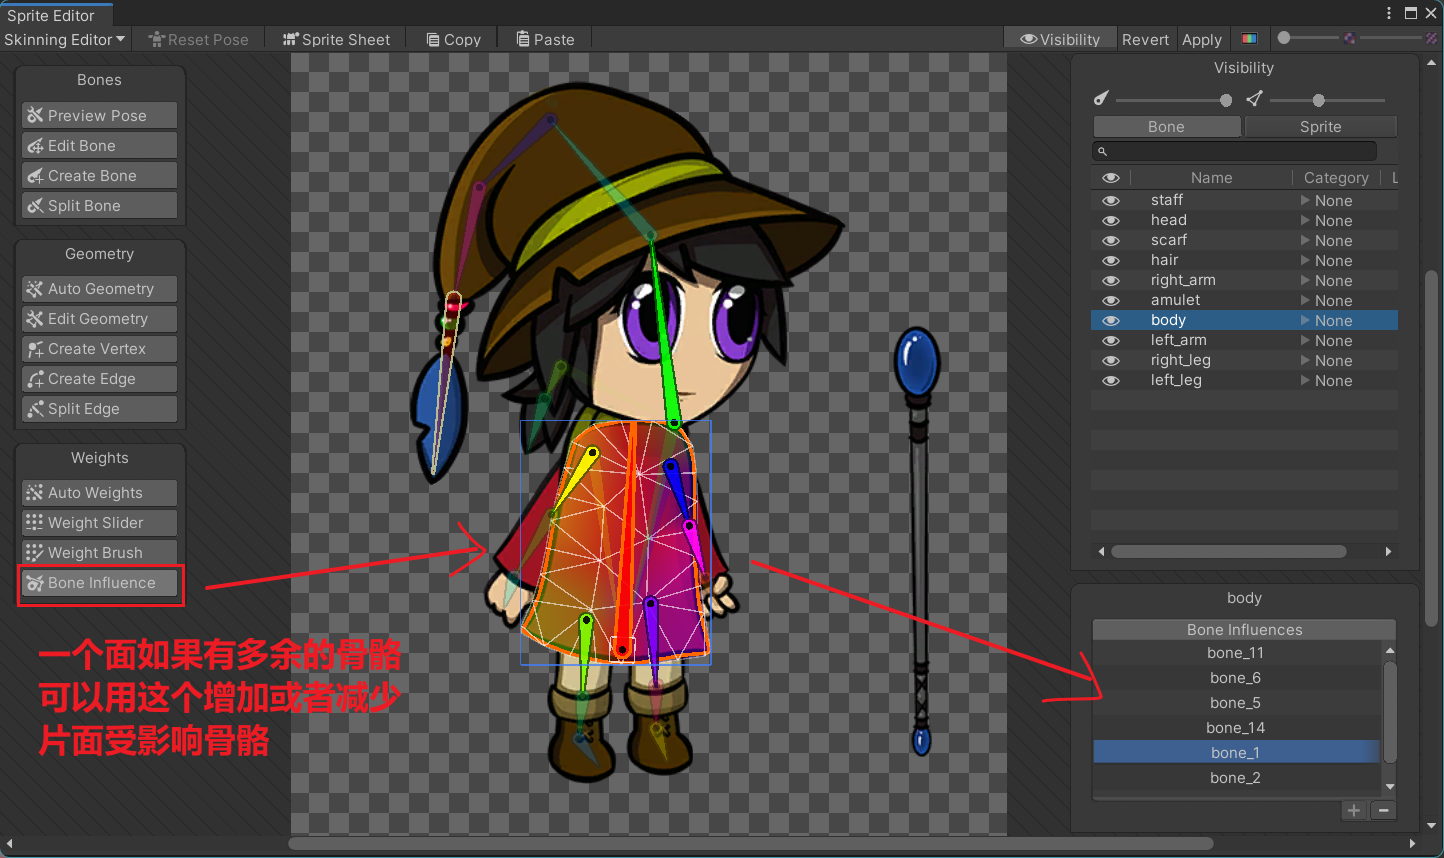 Sprite Editor
Skinning Editor
Reset Pose
Sprite Sheet
Copy
Paste
Visibility
Revert
Apply
Bones
Preview Pose
Edit Bone
Create Bone
Split Bone
Geometry
Auto Geometry
Edit Geometry
Create Vertex
Create Edge
Split Edge
Weights
Auto Weights
Weight Slider
Weight Brush
Bone Influence
一个面如果有多余的骨骼
可以用这个增加或者减少
片面受影响骨骼
Visibility
Bone Sprite
Name Category L
staff None
head None
scarf None
hair None
right_arm None
amulet None
body None
left_arm None
right_leg None
left_leg None
body
Bone Influences
bone_11
bone_6
bone_5
bone_14
bone_1
bone_2